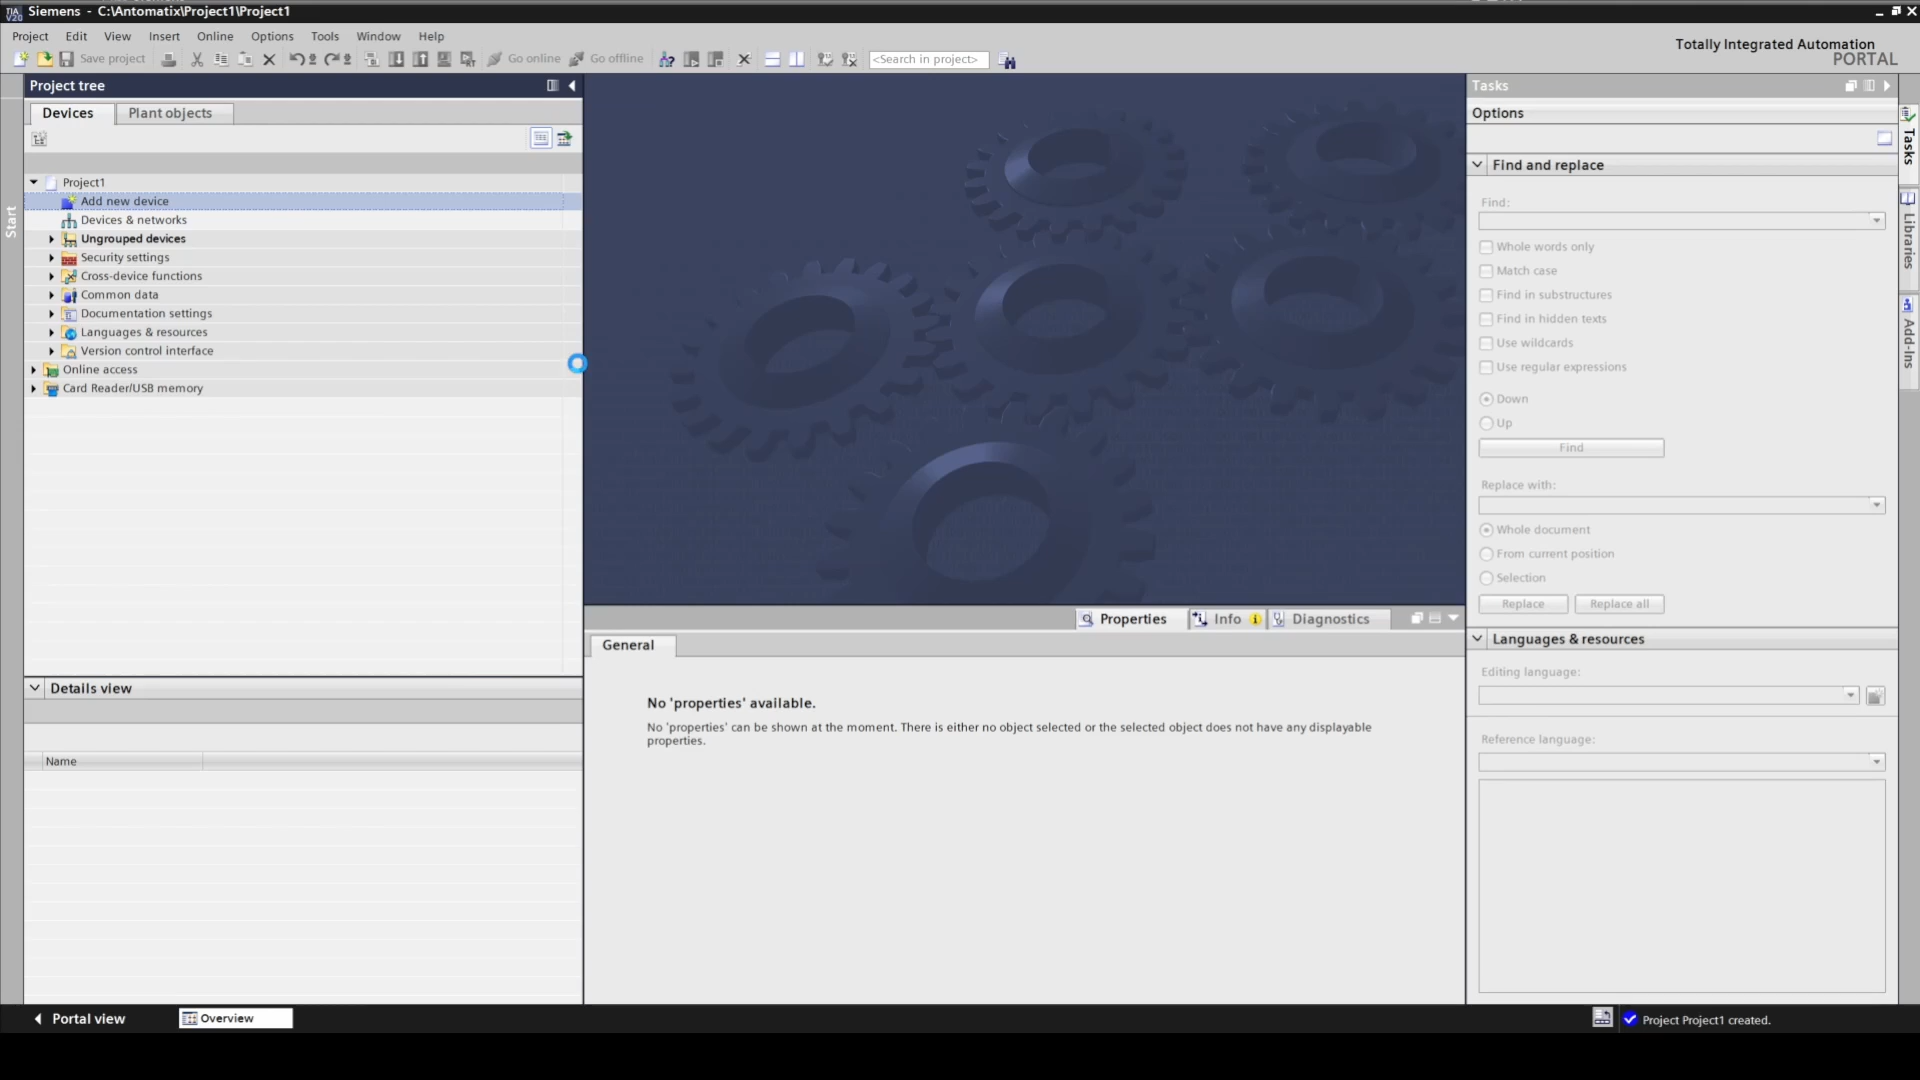 TIA V20 Siemens - C:\Antomatix\Project1\Project1
Project Edit View Insert Online Options Tools Window Help
Totally Integrated Automation
PORTAL
Save project
Go online
Go offline
<Search in project>
Project tree
Devices
Plant objects
Start
Project1
Add new device
Devices & networks
Ungrouped devices
Security settings
Cross-device functions
Common data
Documentation settings
Languages & resources
Version control interface
Online access
Card Reader/USB memory
Details view
Name
Properties
Info
Diagnostics
General
No 'properties' available.
No 'properties' can be shown at the moment. There is either no object selected or the selected object does not have any displayable
properties.
Tasks
Options
Find and replace
Find:
Whole words only
Match case
Find in substructures
Find in hidden texts
Use wildcards
Use regular expressions
Down
Up
Find
Replace with:
Whole document
From current position
Selection
Replace
Replace all
Languages & resources
Editing language:
Reference language:
Tasks
Libraries
Add-Ins
Portal view
Overview
Project Project1 created.